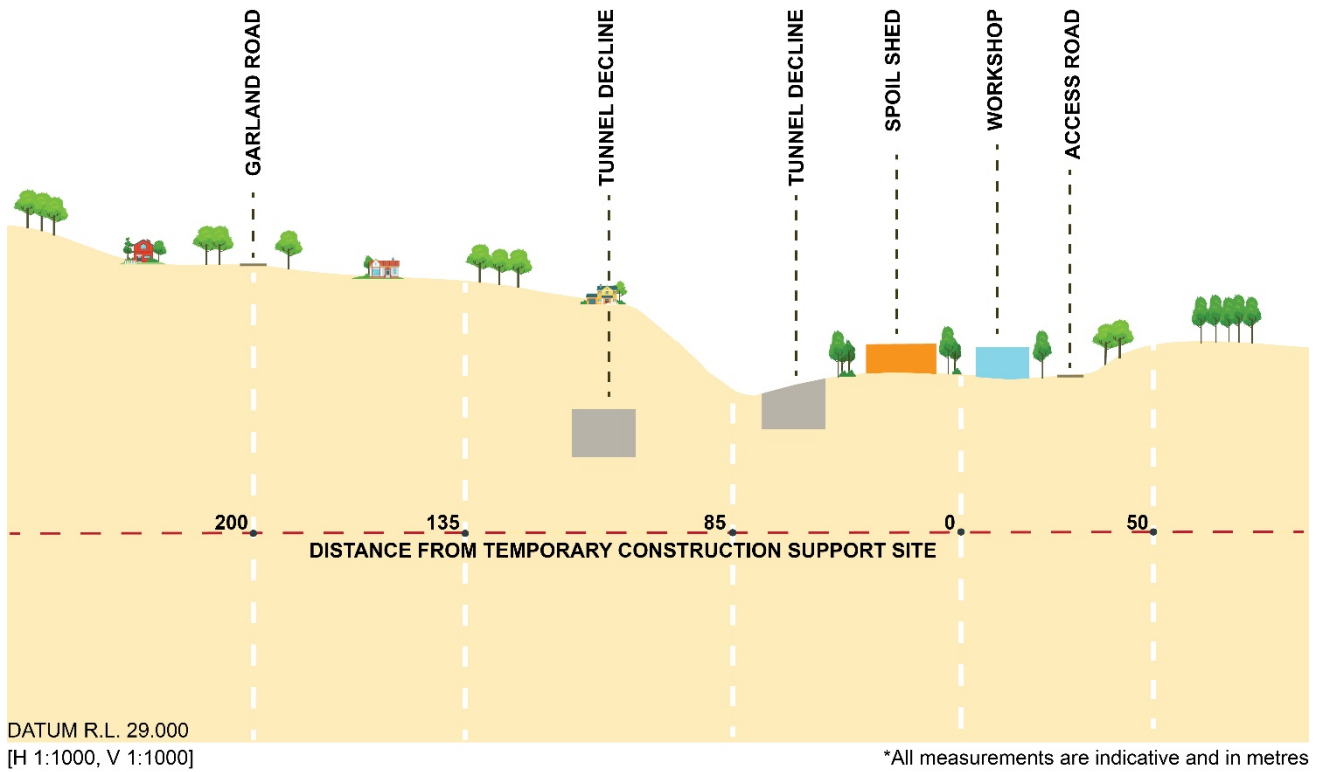 GARLAND ROAD
TUNNEL DECLINE
TUNNEL DECLINE
SPOIL SHED
WORKSHOP
ACCESS ROAD
200
135
85
0
50
DISTANCE FROM TEMPORARY CONSTRUCTION SUPPORT SITE
DATUM R.L. 29.000
[H 1:1000, V 1:1000]
*All measurements are indicative and in metres